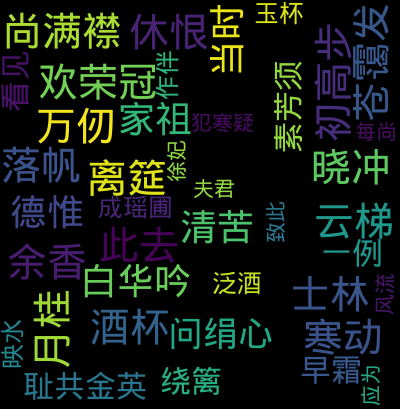 尚满襟
休恨
当时
玉杯
苍霭发
看见
欢荣冠
作伴
初高步
素芳须
万仞
家祖
犯寒疑
每尚
落帆
离筵
徐妃
晓冲
夫君
德惟
成瑶圃
清苦
致此
云梯
余香
此去
一例
白华吟
泛酒
士林
风流
月桂
洒杯
问绢心
寒动
映水
早霜
耻共金英
绕篱
应为